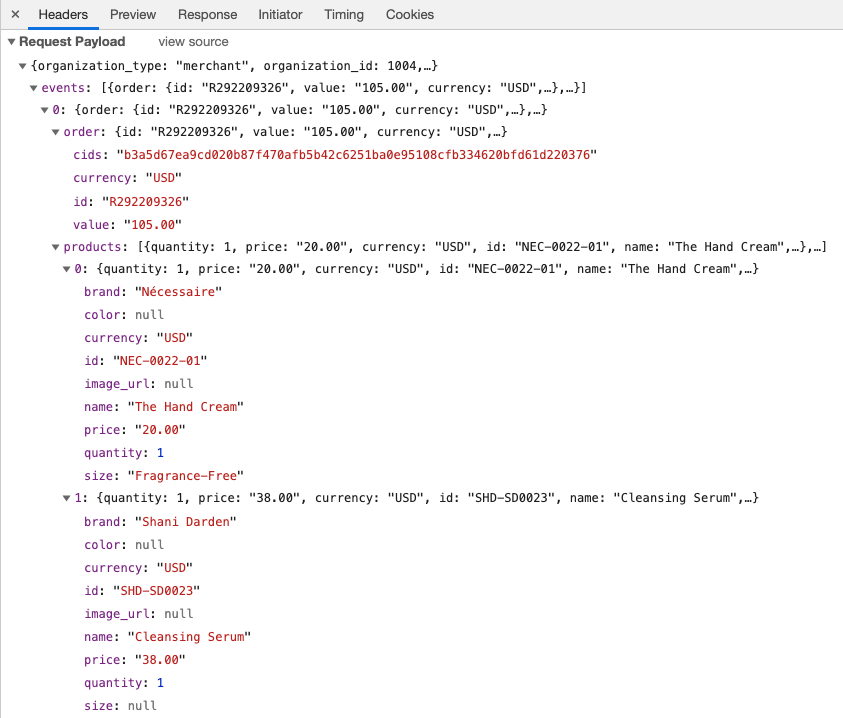 × Headers Preview Response Initiator Timing Cookies
▼Request Payload view source
▼{organization_type: "merchant", organization_id: 1004,…}
▼events: [{order: {id: "R292209326", value: "105.00", currency: "USD",…},…}]
▼0: {order: {id: "R292209326", value: "105.00", currency: "USD",…},…}
▼order: {id: "R292209326", value: "105.00", currency: "USD",…}
cids: "b3a5d67ea9cd020b87f470afb5b42c6251ba0e95108cfb334620bfd61d220376"
currency: "USD"
id: "R292209326"
value: "105.00"
▼products: [{quantity: 1, price: "20.00", currency: "USD", id: "NEC-0022-01", name: "The Hand Cream",…},…]
▼0: {quantity: 1, price: "20.00", currency: "USD", id: "NEC-0022-01", name: "The Hand Cream",…}
brand: "Nécessaire"
color: null
currency: "USD"
id: "NEC-0022-01"
image_url: null
name: "The Hand Cream"
price: "20.00"
quantity: 1
size: "Fragrance-Free"
▼1: {quantity: 1, price: "38.00", currency: "USD", id: "SHD-SD0023", name: "Cleansing Serum",…}
brand: "Shani Darden"
color: null
currency: "USD"
id: "SHD-SD0023"
image_url: null
name: "Cleansing Serum"
price: "38.00"
quantity: 1
size: null